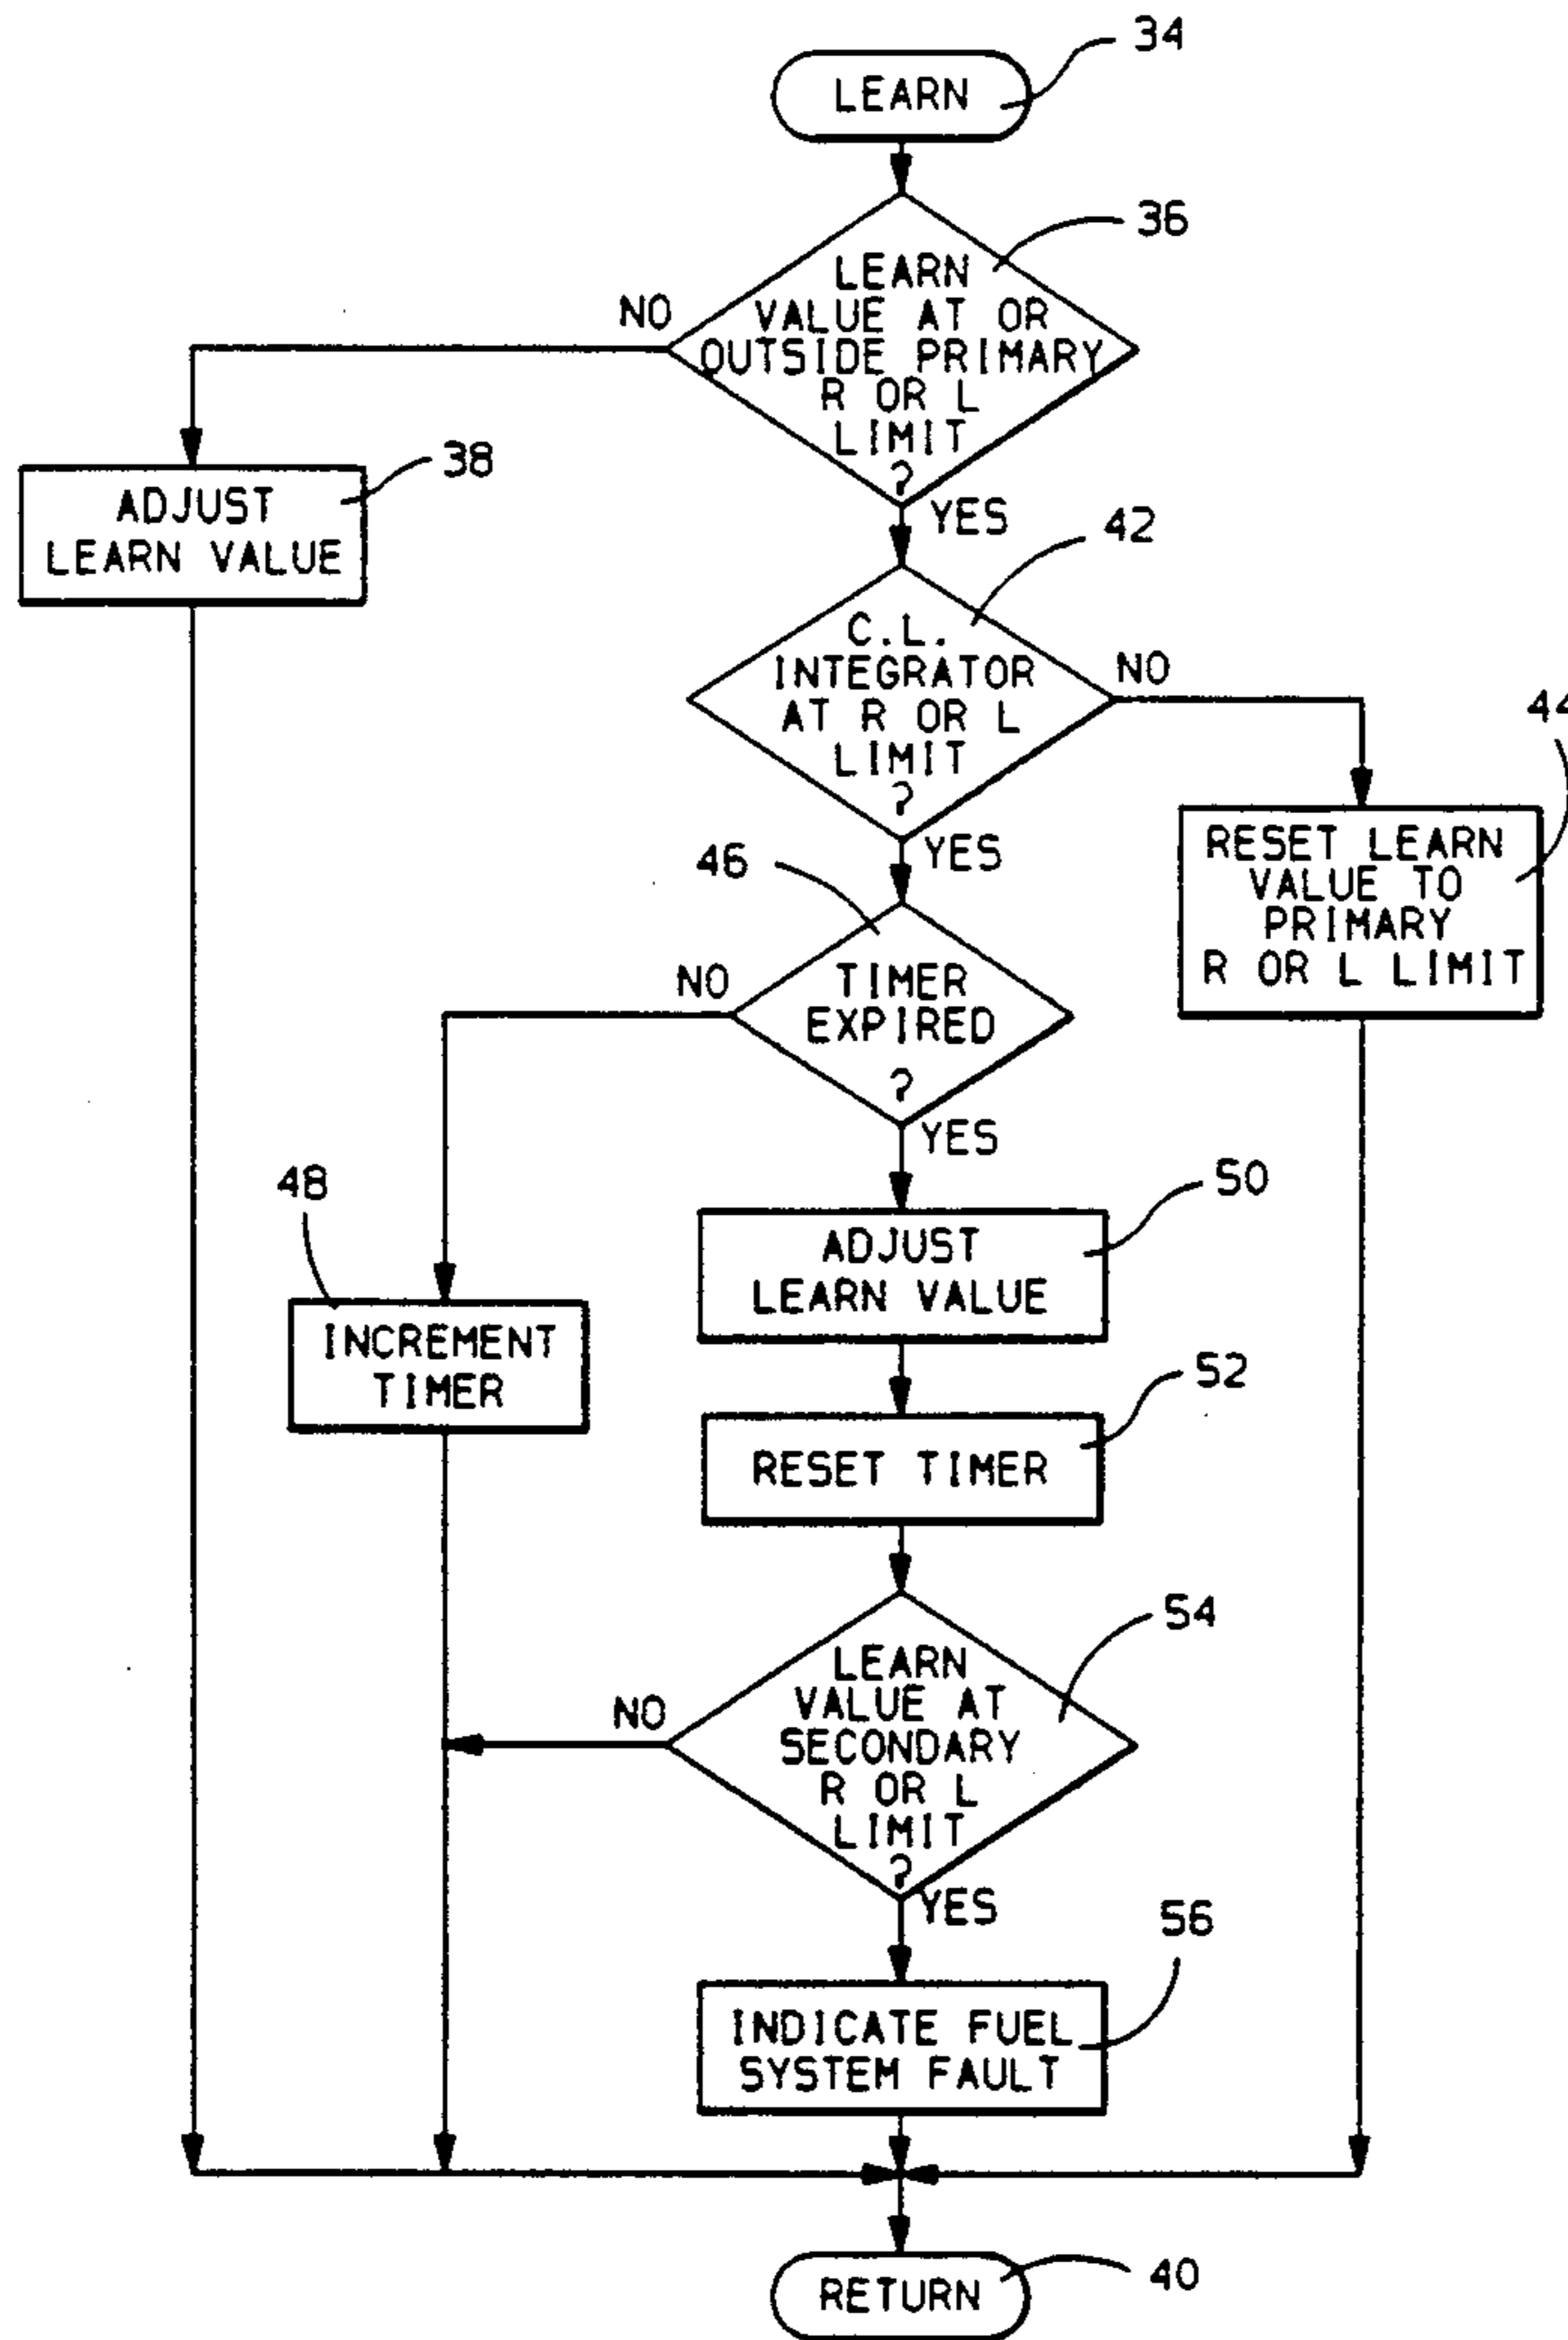 34
LEARN
36
LEARN
VALUE AT OR
OUTSIDE PRIMARY
R OR L
LIMIT
?
NO
YES
38
ADJUST
LEARN VALUE
42
C.L.
INTEGRATOR
AT R OR L
LIMIT
?
NO
YES
44
RESET LEARN
VALUE TO
PRIMARY
R OR L LIMIT
46
TIMER
EXPIRED
?
NO
YES
48
INCREMENT
TIMER
50
ADJUST
LEARN VALUE
52
RESET TIMER
54
LEARN
VALUE AT
SECONDARY
R OR L
LIMIT
?
NO
YES
56
INDICATE FUEL
SYSTEM FAULT
RETURN
40